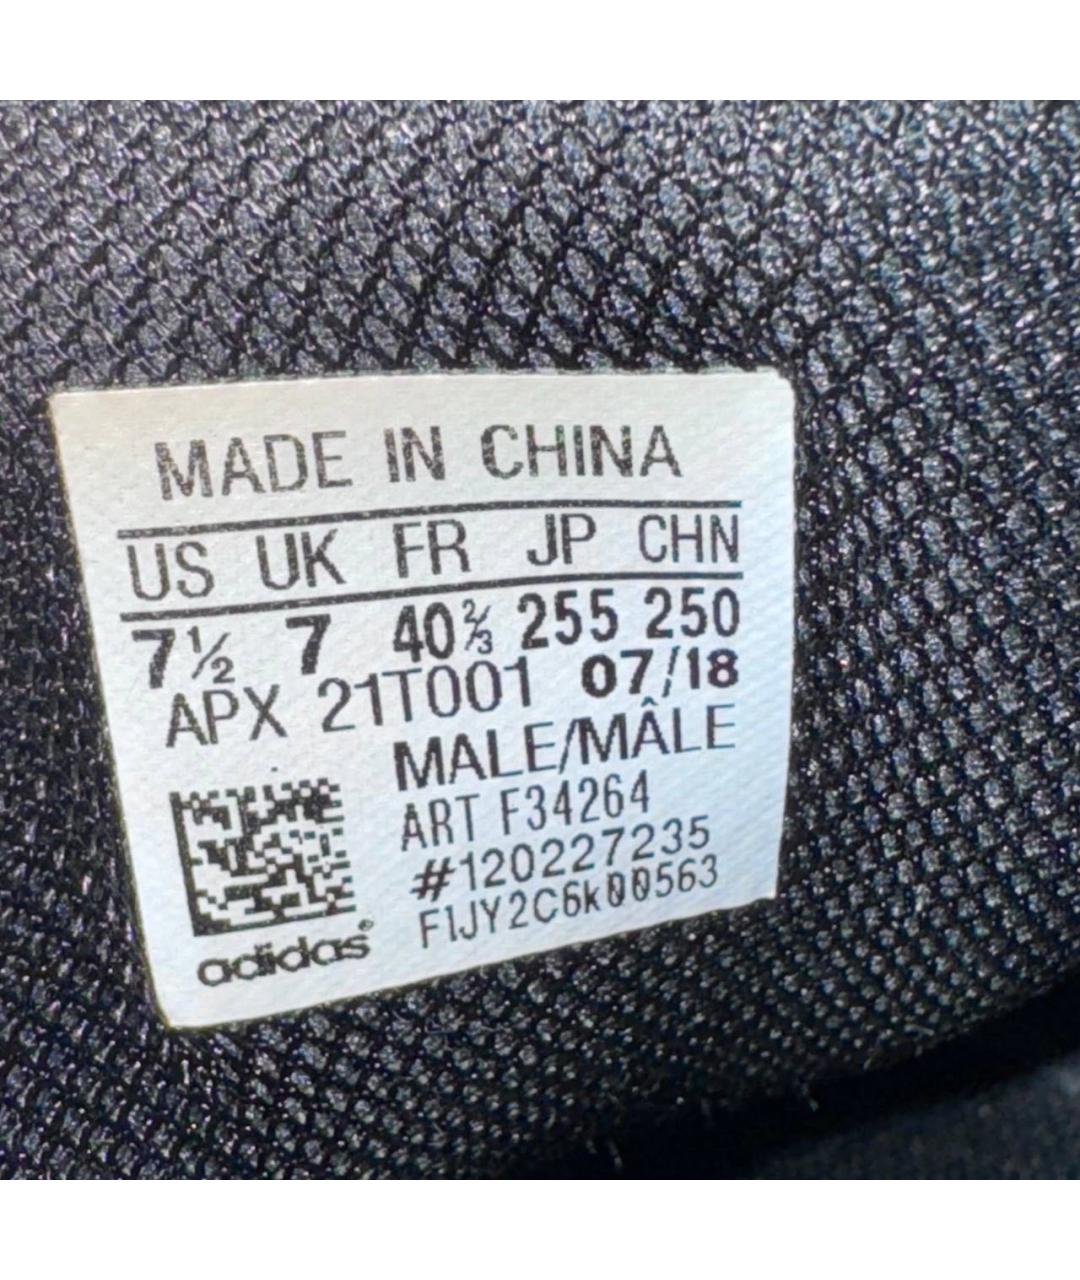 MADE IN CHINA
US UK FR JP CHN
7½ 7 40⅔ 255 250
APX 21T001 07/18
MALE/MÂLE
ART F34264
#120227235
F1JY2C6k00563
adidas®